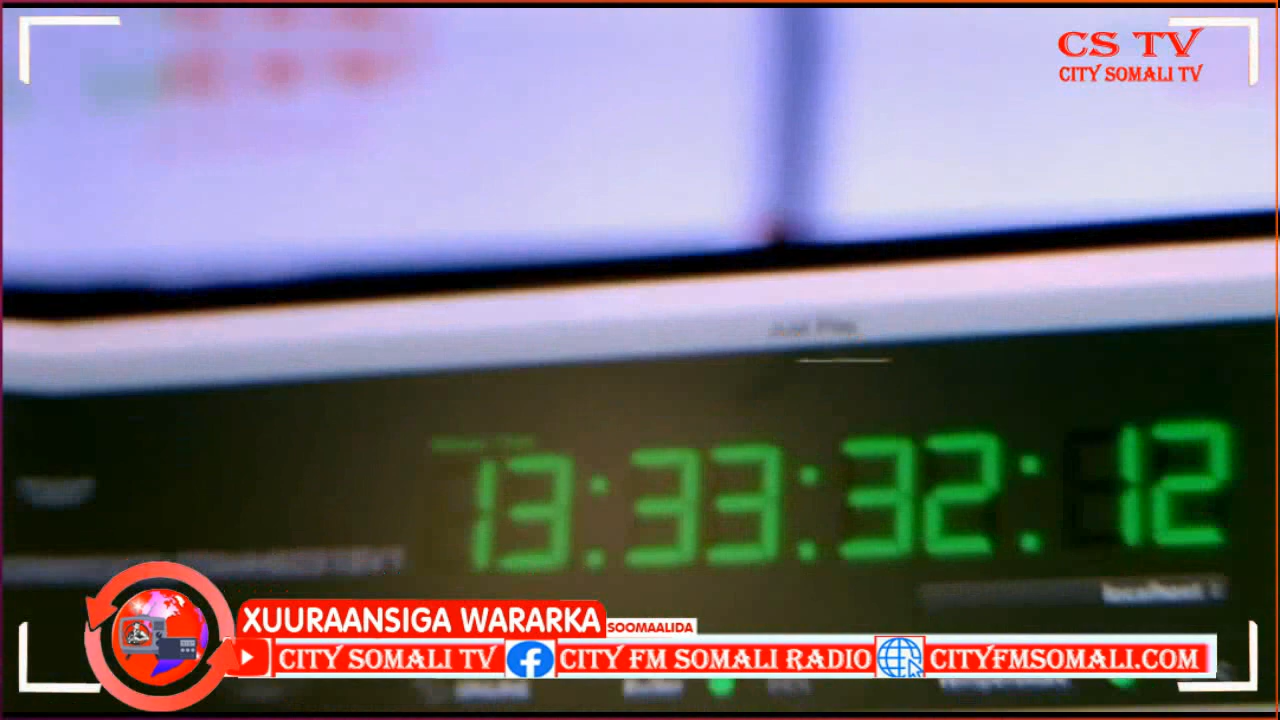 CS TV
CITY SOMALI TV
13:33:32:12
XUURAANSIGA WARARKA
SOOMAALIDA
CITY SOMALI TV
CITY FM SOMALI RADIO
CITYFMSOMALI.COM